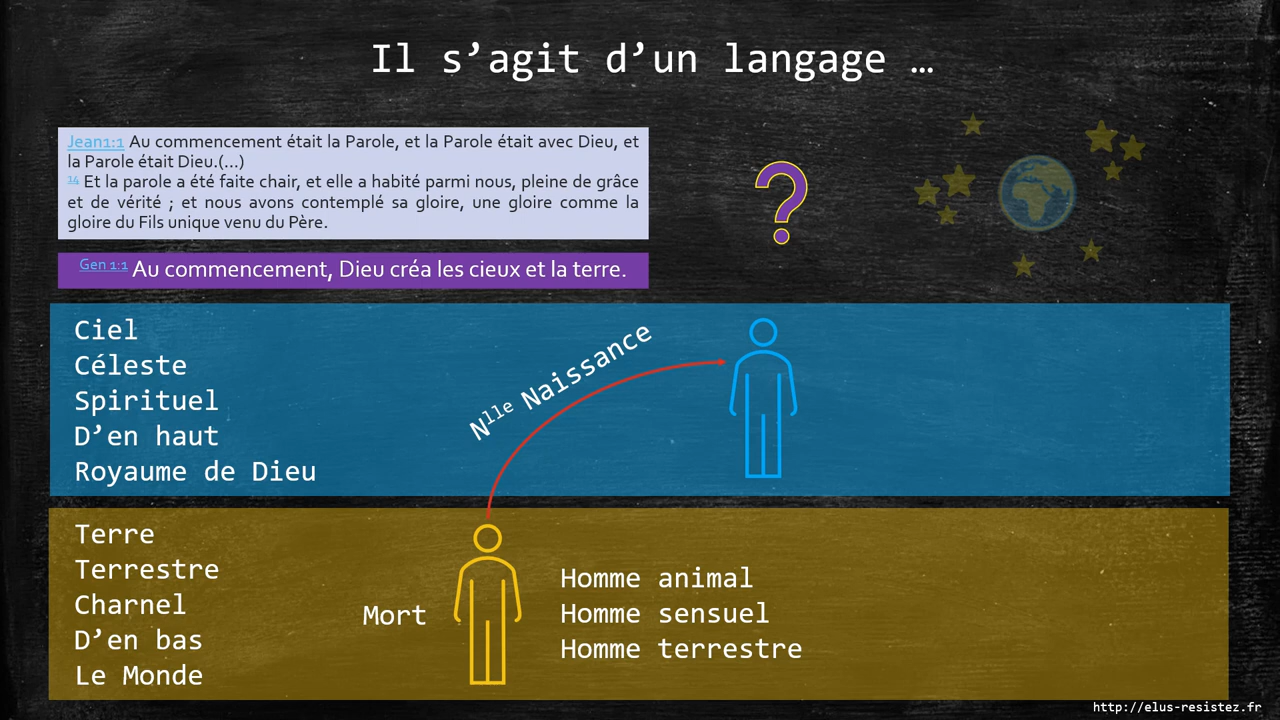 Il s’agit d’un langage …
Jean1:1 Au commencement était la Parole, et la Parole était avec Dieu, et
la Parole était Dieu.(…)
14 Et la parole a été faite chair, et elle a habité parmi nous, pleine de grâce
et de vérité ; et nous avons contemplé sa gloire, une gloire comme la
gloire du Fils unique venu du Père.
?
Gen 1:1 Au commencement, Dieu créa les cieux et la terre.
Ciel
Céleste
Spirituel
D’en haut
Royaume de Dieu
Nlle Naissance
Terre
Terrestre
Charnel
D’en bas
Le Monde
Mort
Homme animal
Homme sensuel
Homme terrestre
http://elus-resistez.fr